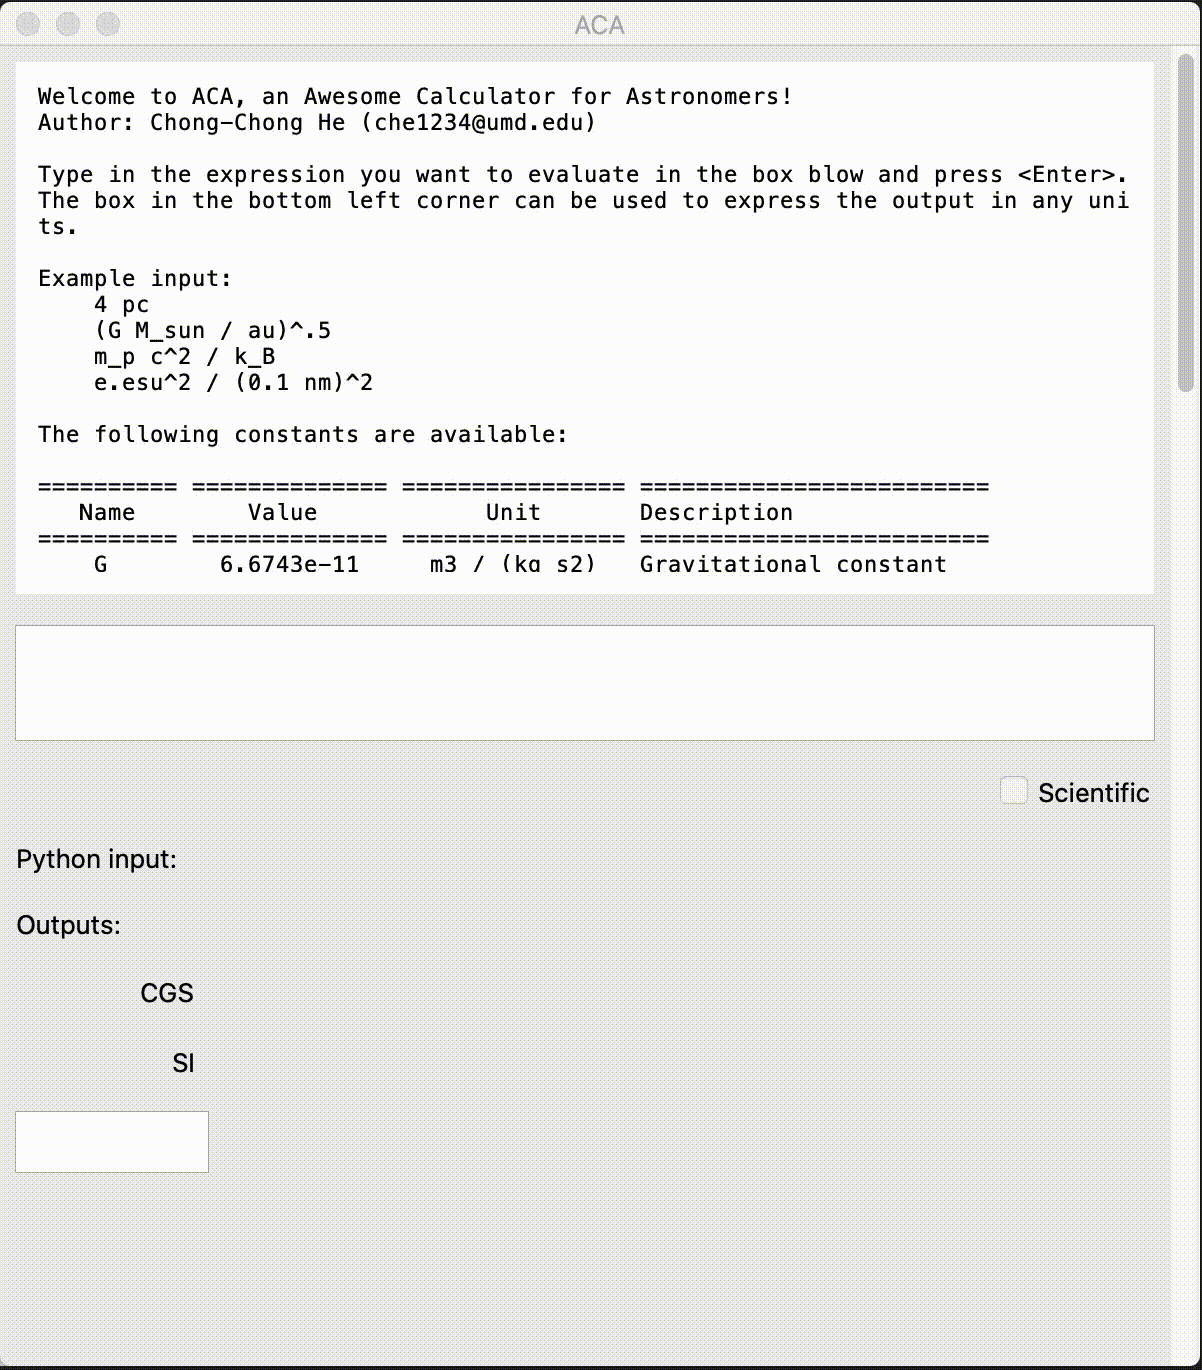 ACA
Welcome to ACA, an Awesome Calculator for Astronomers!
Author: Chong-Chong He (che1234@umd.edu)
Type in the expression you want to evaluate in the box blow and press <Enter>.
The box in the bottom left corner can be used to express the output in any uni
ts.
Example input:
    4 pc
    (G M_sun / au)^.5
    m_p c^2 / k_B
    e.esu^2 / (0.1 nm)^2
The following constants are available:
========== ============== ================ =========================
   Name        Value            Unit       Description
========== ============== ================ =========================
    G        6.6743e-11     m3 / (kg s2)   Gravitational constant
Scientific
Python input:
Outputs:
CGS
SI